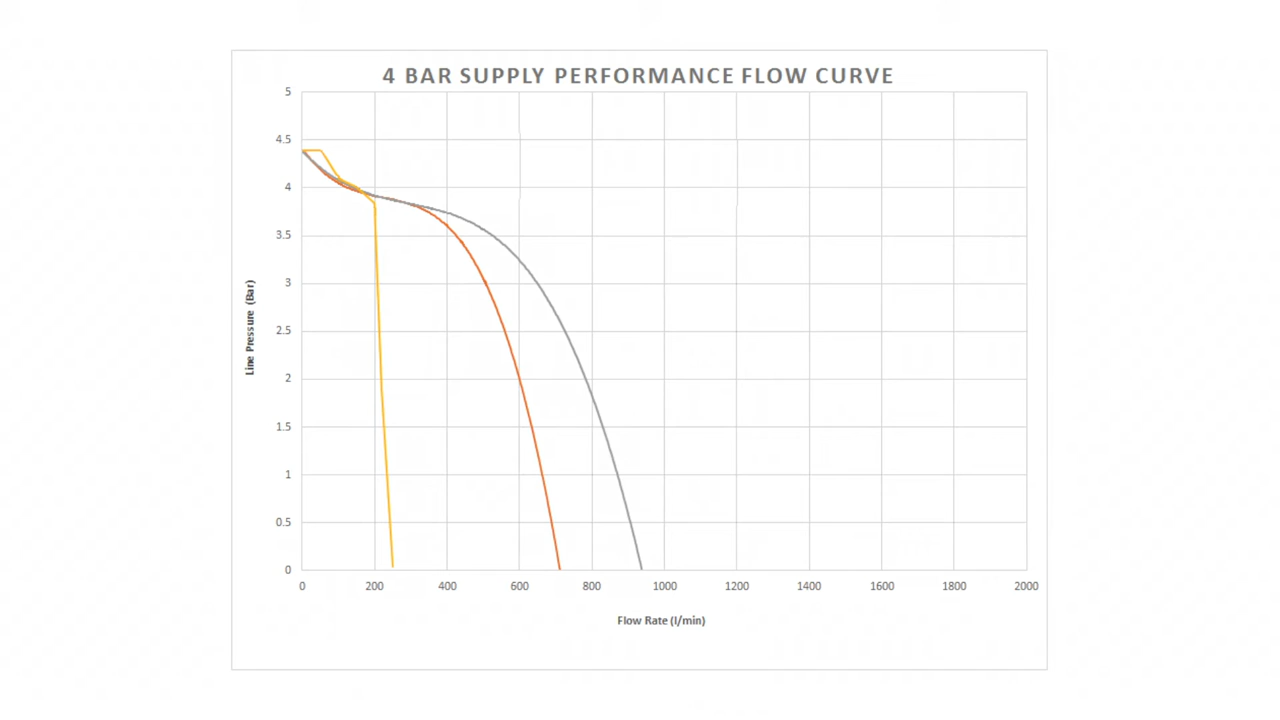 4 BAR SUPPLY PERFORMANCE FLOW CURVE
5
4.5
4
3.5
3
2.5
2
1.5
1
0.5
0
Line Pressure (Bar)
0 200 400 600 800 1000 1200 1400 1600 1800 2000
Flow Rate (l/min)